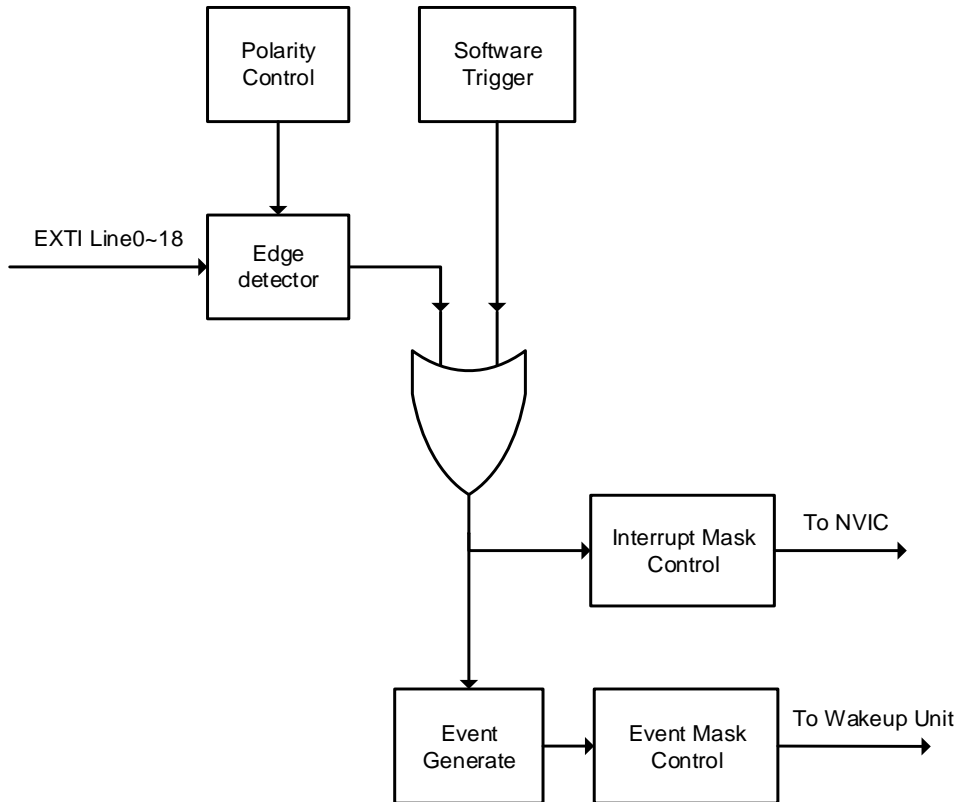 Polarity
Control
Software
Trigger
EXTI Line0~18
Edge
detector
Interrupt Mask
Control
To NVIC
Event
Generate
Event Mask
Control
To Wakeup Unit